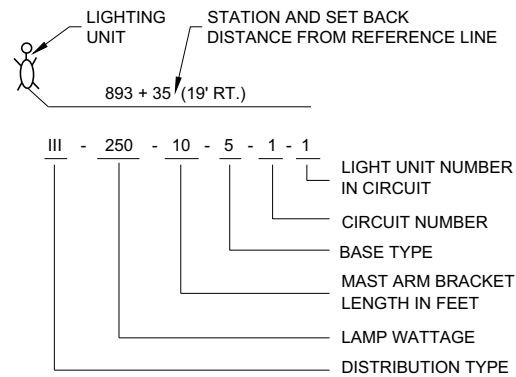 LIGHTING
UNIT
STATION AND SET BACK
DISTANCE FROM REFERENCE LINE
893 + 35 (19' RT.)
III - 250 - 10 - 5 - 1 - 1
LIGHT UNIT NUMBER
IN CIRCUIT
CIRCUIT NUMBER
BASE TYPE
MAST ARM BRACKET
LENGTH IN FEET
LAMP WATTAGE
DISTRIBUTION TYPE